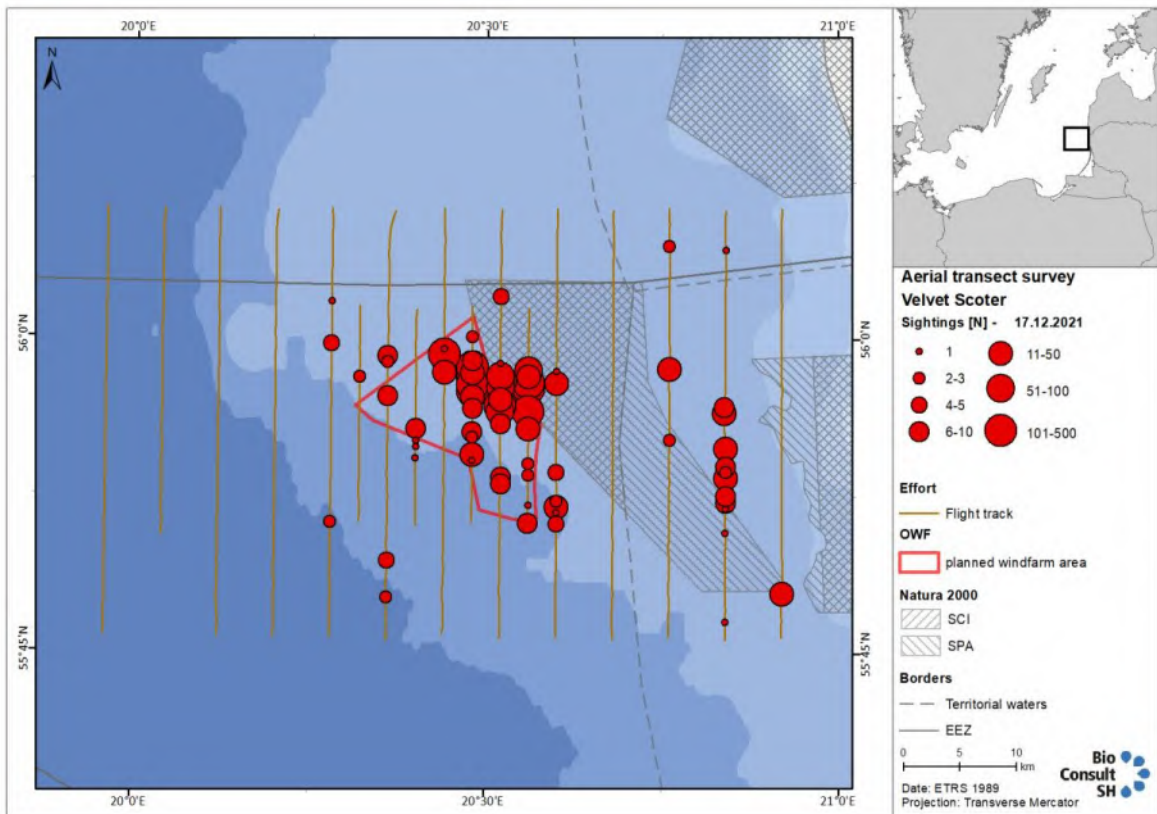 20°0'E
20°30'E
21°0'E
N
56°0'N
56°0'N
55°45'N
55°45'N
20°0'E
20°30'E
21°0'E
Aerial transect survey
Velvet Scoter
Sightings [N] - 17.12.2021
1
11-50
2-3
51-100
4-5
6-10
101-500
Effort
Flight track
OWF
planned windfarm area
Natura 2000
SCI
SPA
Borders
Territorial waters
EEZ
0 5 10
km
Bio
Consult
SH
Date: ETRS 1989
Projection: Transverse Mercator